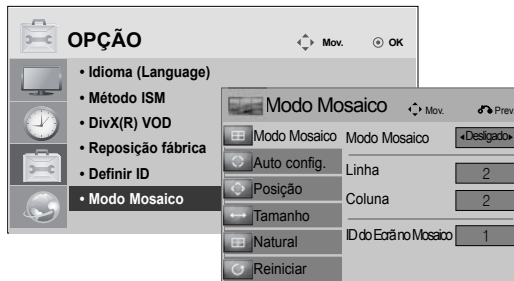 OPÇÃO Mov. OK
• Idioma (Language)
• Método ISM
• DivX(R) VOD
• Reposição fábrica
• Definir ID
• Modo Mosaico
Modo Mosaico Mov. Prev
Modo Mosaico Modo Mosaico Desligado
Auto config.
Linha 2
Posição
Coluna 2
Tamanho
Natural ID do Ecrã no Mosaico 1
Reiniciar